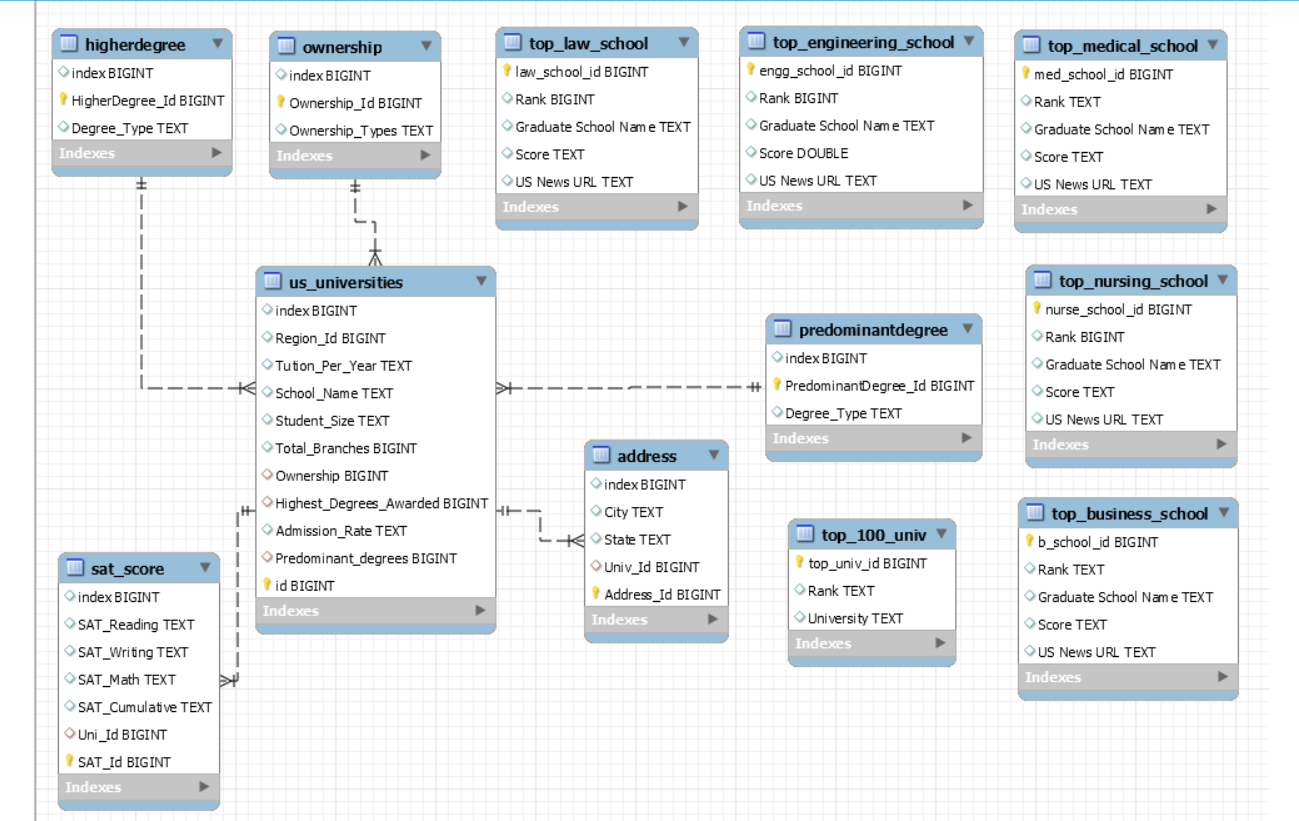 higherdegree
index BIGINT
HigherDegree_Id BIGINT
Degree_Type TEXT
Indexes
ownership
index BIGINT
Ownership_Id BIGINT
Ownership_Types TEXT
Indexes
top_law_school
law_school_id BIGINT
Rank BIGINT
Graduate School Name TEXT
Score TEXT
US News URL TEXT
Indexes
top_engineering_school
engg_school_id BIGINT
Rank BIGINT
Graduate School Name TEXT
Score DOUBLE
US News URL TEXT
Indexes
top_medical_school
med_school_id BIGINT
Rank TEXT
Graduate School Name TEXT
Score TEXT
US News URL TEXT
Indexes
us_universities
index BIGINT
Region_Id BIGINT
Tution_Per_Year TEXT
School_Name TEXT
Student_Size TEXT
Total_Branches BIGINT
Ownership BIGINT
Highest_Degrees_Awarded BIGINT
Admission_Rate TEXT
Predominant_degrees BIGINT
id BIGINT
Indexes
predominantdegree
index BIGINT
PredominantDegree_Id BIGINT
Degree_Type TEXT
Indexes
top_nursing_school
nurse_school_id BIGINT
Rank BIGINT
Graduate School Name TEXT
Score TEXT
US News URL TEXT
Indexes
address
index BIGINT
City TEXT
State TEXT
Univ_Id BIGINT
Address_Id BIGINT
Indexes
top_100_univ
top_univ_id BIGINT
Rank TEXT
University TEXT
Indexes
top_business_school
b_school_id BIGINT
Rank TEXT
Graduate School Name TEXT
Score TEXT
US News URL TEXT
Indexes
sat_score
index BIGINT
SAT_Reading TEXT
SAT_Writing TEXT
SAT_Math TEXT
SAT_Cumulative TEXT
Uni_Id BIGINT
SAT_Id BIGINT
Indexes